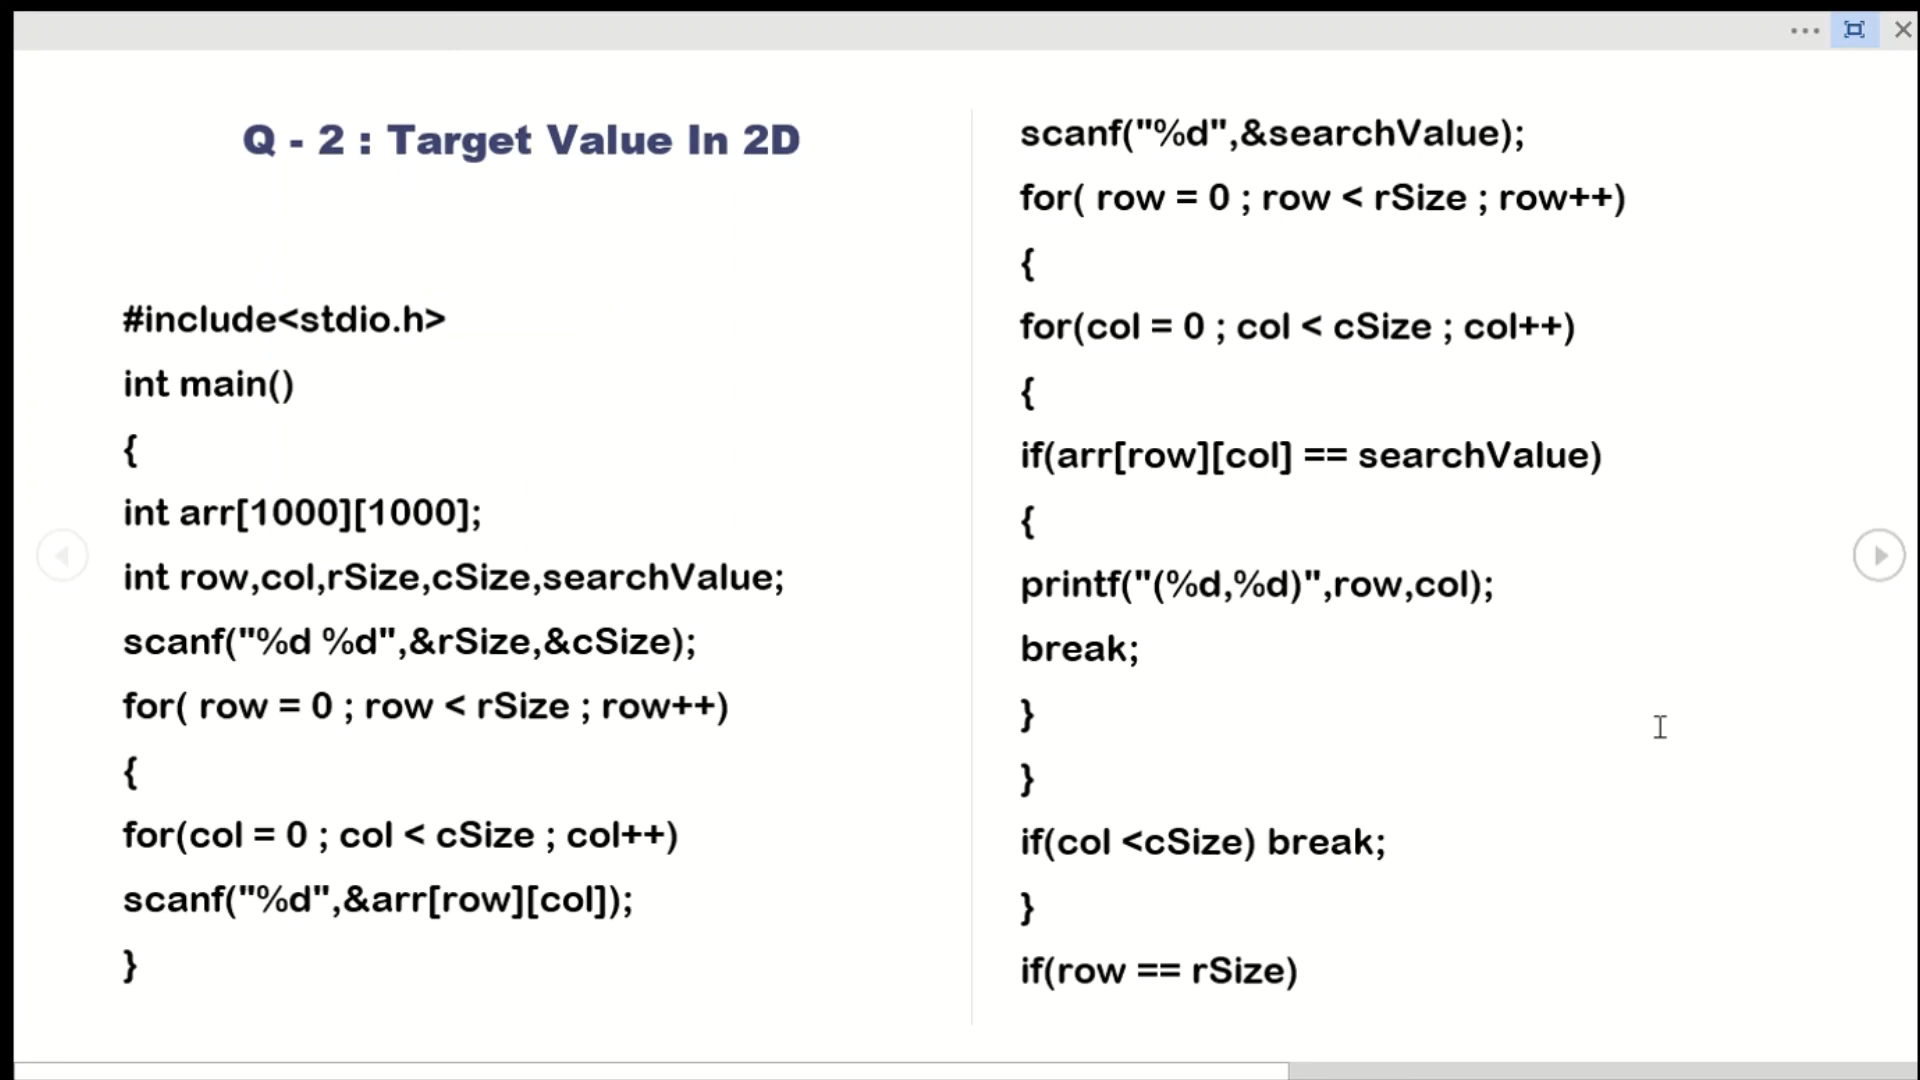 Q - 2 : Target Value In 2D
#include<stdio.h>
int main()
{
int arr[1000][1000];
int row,col,rSize,cSize,searchValue;
scanf("%d %d",&rSize,&cSize);
for( row = 0 ; row < rSize ; row++)
{
for(col = 0 ; col < cSize ; col++)
scanf("%d",&arr[row][col]);
}
scanf("%d",&searchValue);
for( row = 0 ; row < rSize ; row++)
{
for(col = 0 ; col < cSize ; col++)
{
if(arr[row][col] == searchValue)
{
printf("(%d,%d)",row,col);
break;
}
}
if(col <cSize) break;
}
if(row == rSize)